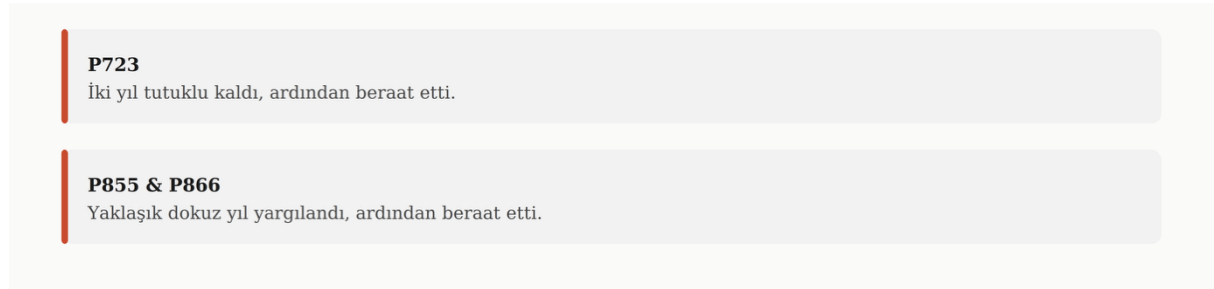 P723
İki yıl tutuklu kaldı, ardından beraat etti.
P855 & P866
Yaklaşık dokuz yıl yargılandı, ardından beraat etti.